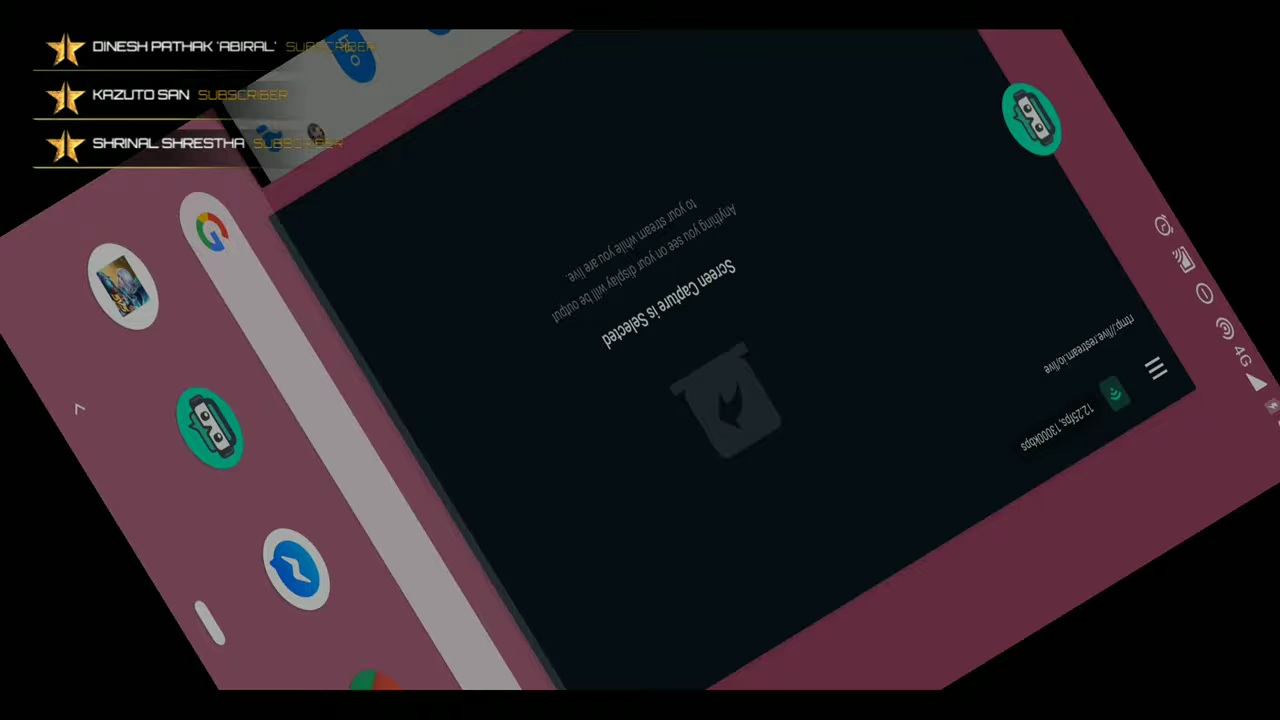 DINESH PATHAK 'ABIRAL' SUBSCRIBER
KAZUTO SAN SUBSCRIBER
SHRINAL SHRESTHA SUBSCRIBER
4G
rtmp://live.restream.io/live
12.25fps, 13000kbps
Screen Capture is Selected
Anything you see on your display will be output
to your stream while you are live.